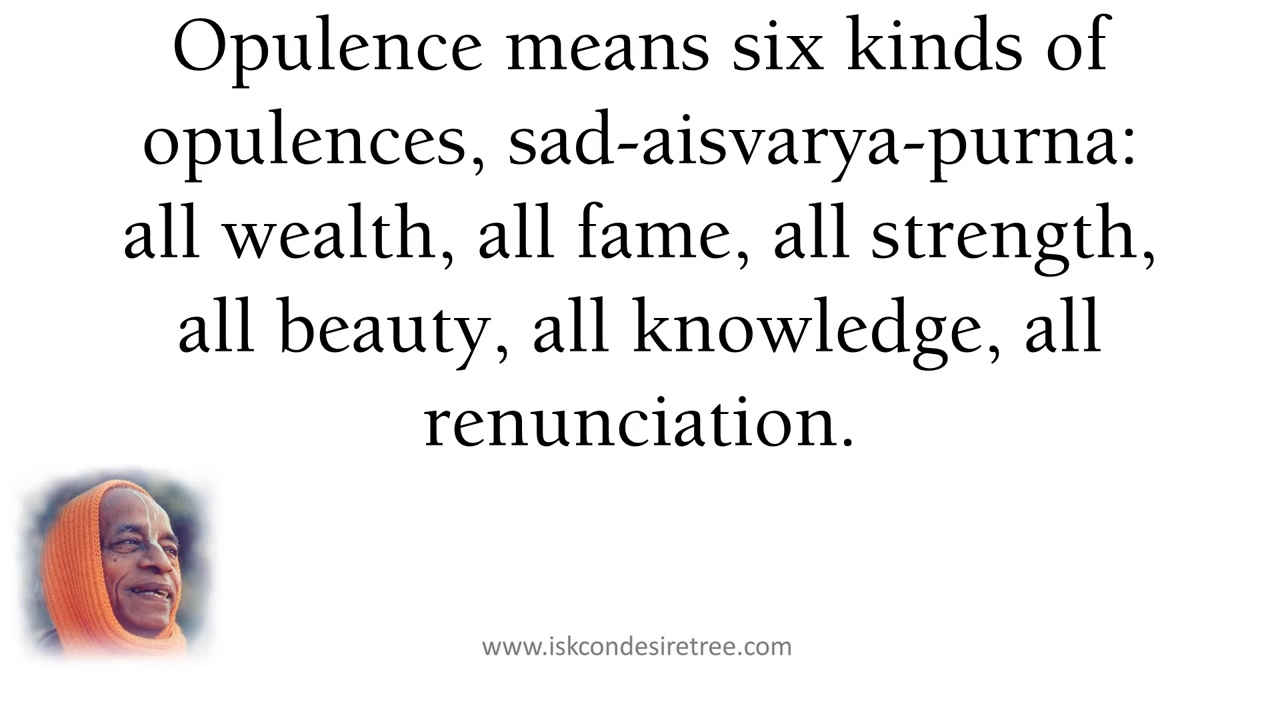 Opulence means six kinds of
opulences, sad-aisvarya-purna:
all wealth, all fame, all strength,
all beauty, all knowledge, all
renunciation.
www.iskcondesiretree.com